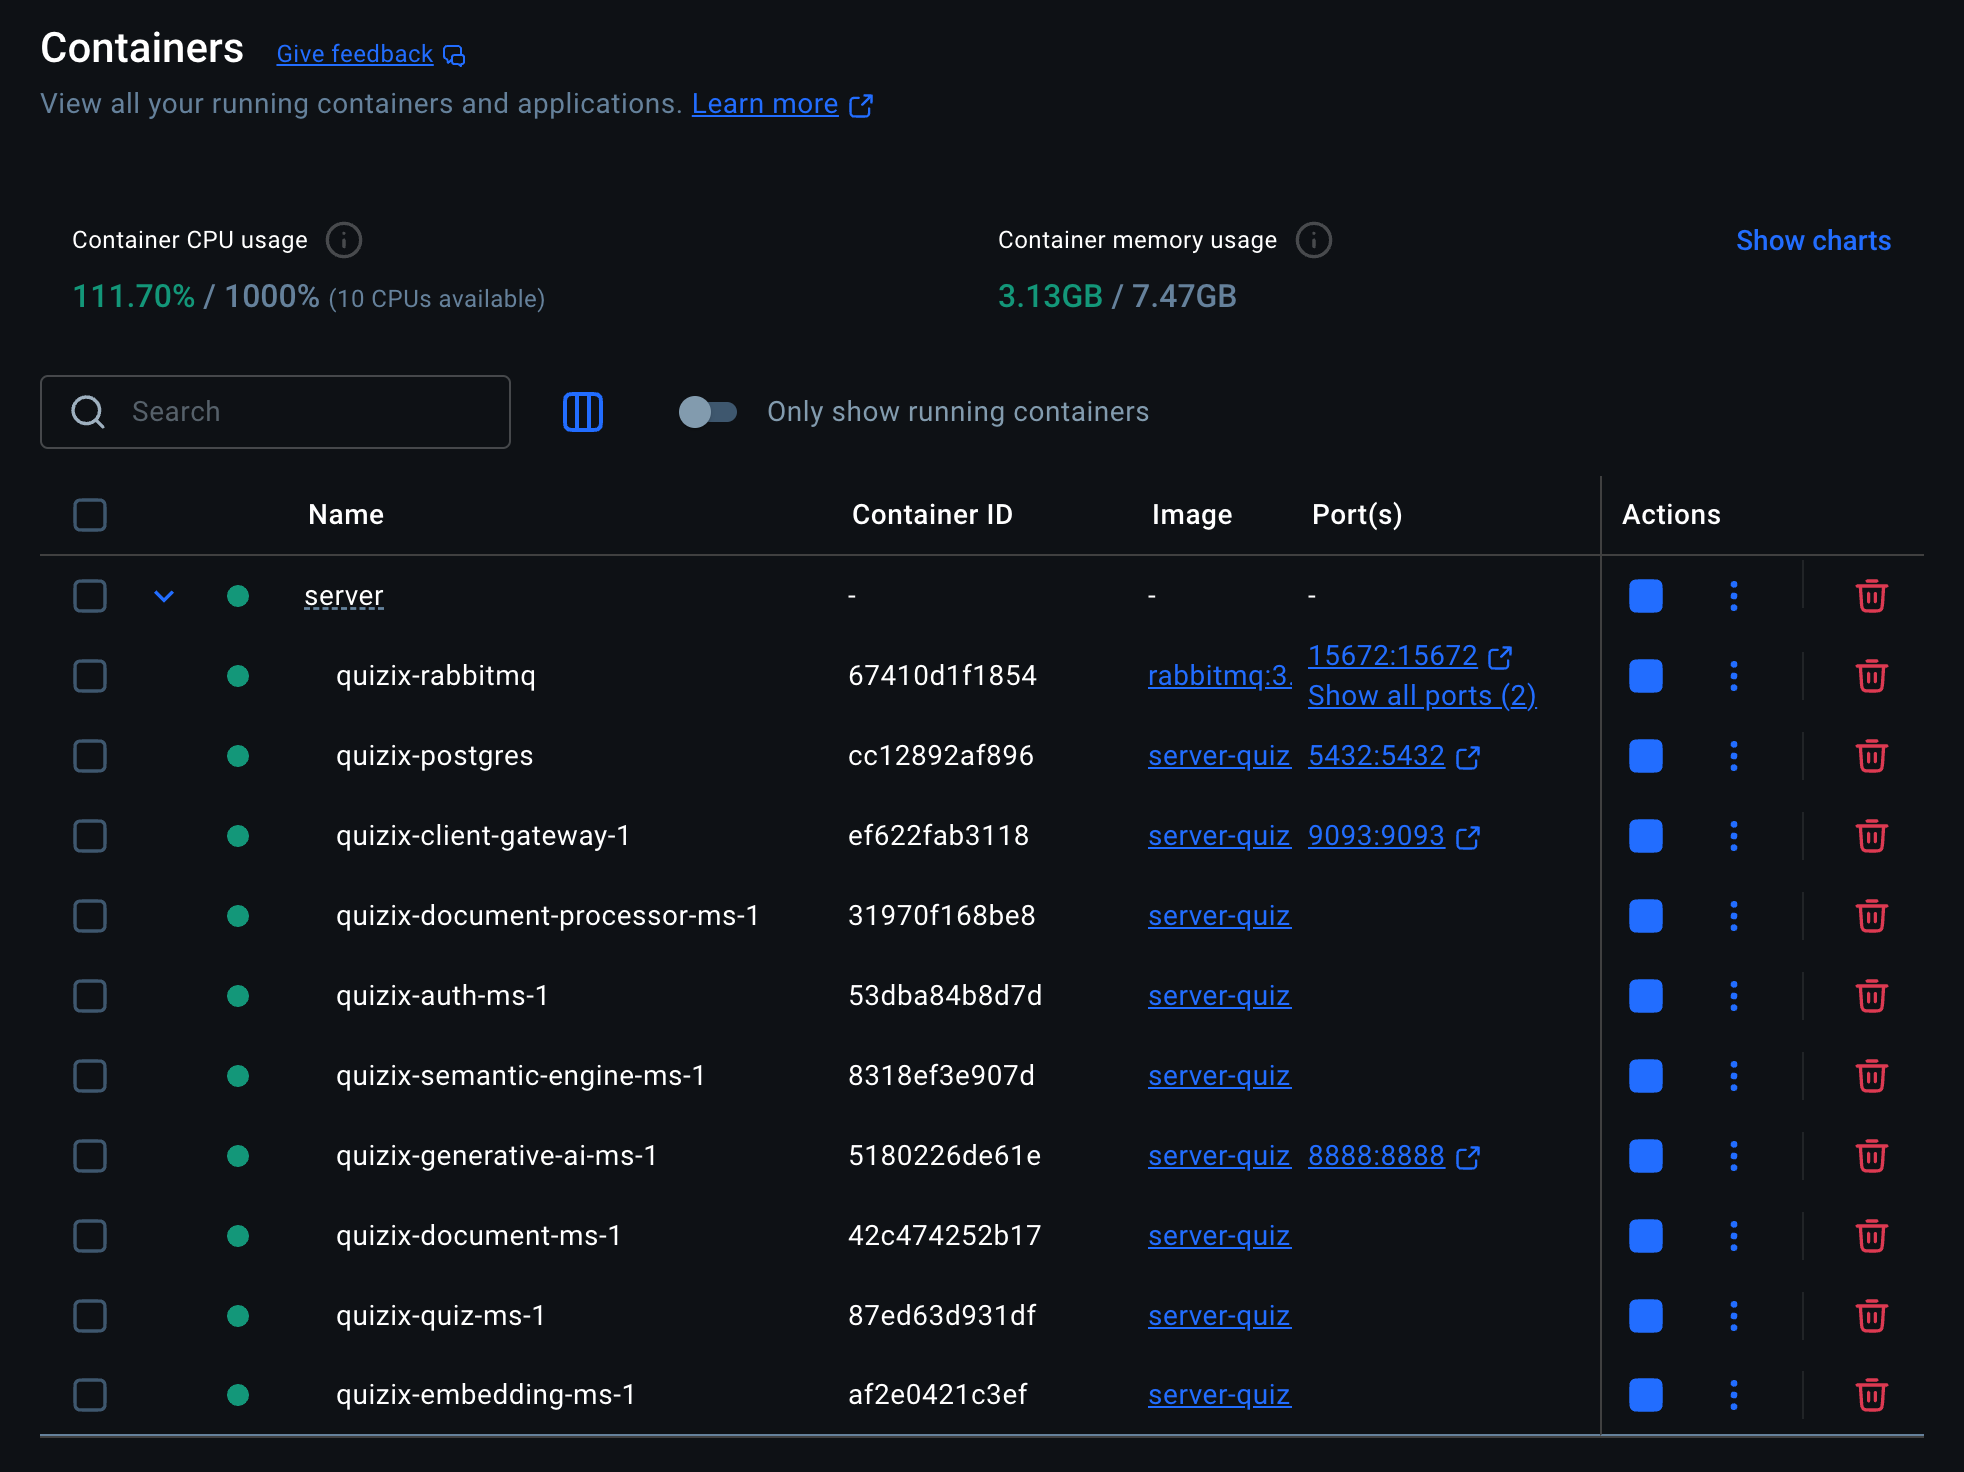 Containers Give feedback
View all your running containers and applications. Learn more
Container CPU usage Container memory usage Show charts
111.70% / 1000% (10 CPUs available) 3.13GB / 7.47GB
Search Only show running containers
Name Container ID Image Port(s) Actions
server - - -
quizix-rabbitmq 67410d1f1854 rabbitmq:3. 15672:15672
Show all ports (2)
quizix-postgres cc12892af896 server-quiz 5432:5432
quizix-client-gateway-1 ef622fab3118 server-quiz 9093:9093
quizix-document-processor-ms-1 31970f168be8 server-quiz
quizix-auth-ms-1 53dba84b8d7d server-quiz
quizix-semantic-engine-ms-1 8318ef3e907d server-quiz
quizix-generative-ai-ms-1 5180226de61e server-quiz 8888:8888
quizix-document-ms-1 42c474252b17 server-quiz
quizix-quiz-ms-1 87ed63d931df server-quiz
quizix-embedding-ms-1 af2e0421c3ef server-quiz